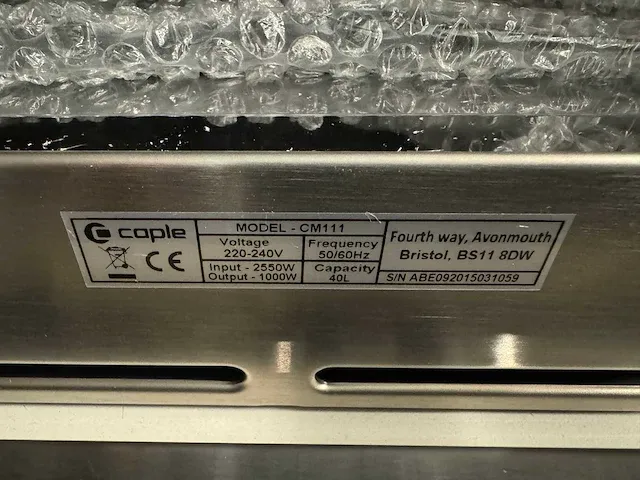 caple
CE
MODEL - CM111
Voltage
220-240V
Frequency
50/60Hz
Input - 2550W
Output - 1000W
Capacity
40L
Fourth way, Avonmouth
Bristol, BS11 8DW
S/N ABE092015031059